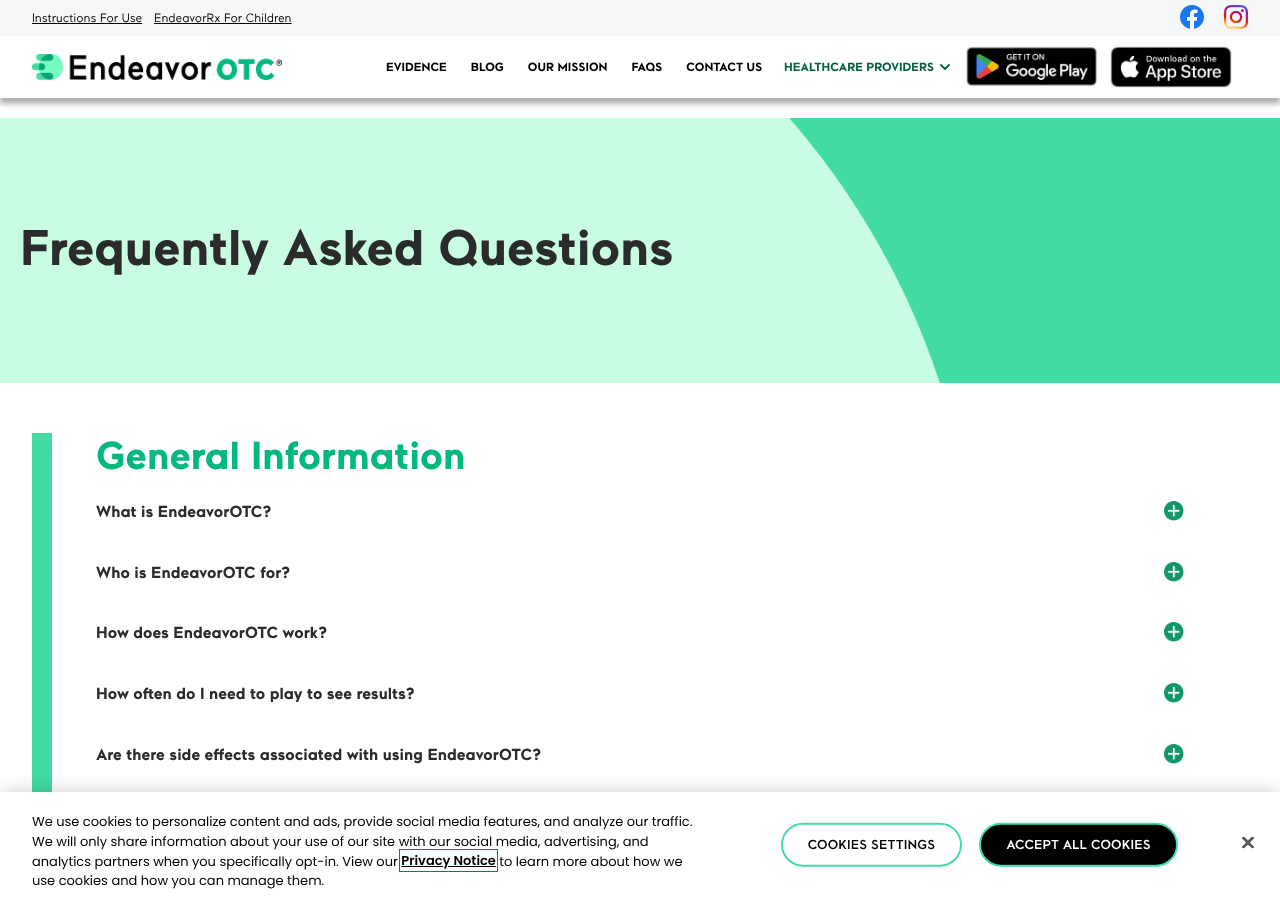 Instructions For Use EndeavorRx For Children
Endeavor OTC®
EVIDENCE BLOG OUR MISSION FAQS CONTACT US HEALTHCARE PROVIDERS
GET IT ON
Google Play
Download on the
App Store
Frequently Asked Questions
General Information
What is EndeavorOTC?
Who is EndeavorOTC for?
How does EndeavorOTC work?
How often do I need to play to see results?
Are there side effects associated with using EndeavorOTC?
We use cookies to personalize content and ads, provide social media features, and analyze our traffic.
We will only share information about your use of our site with our social media, advertising, and
analytics partners when you specifically opt-in. View our Privacy Notice to learn more about how we
use cookies and how you can manage them.
COOKIES SETTINGS
ACCEPT ALL COOKIES